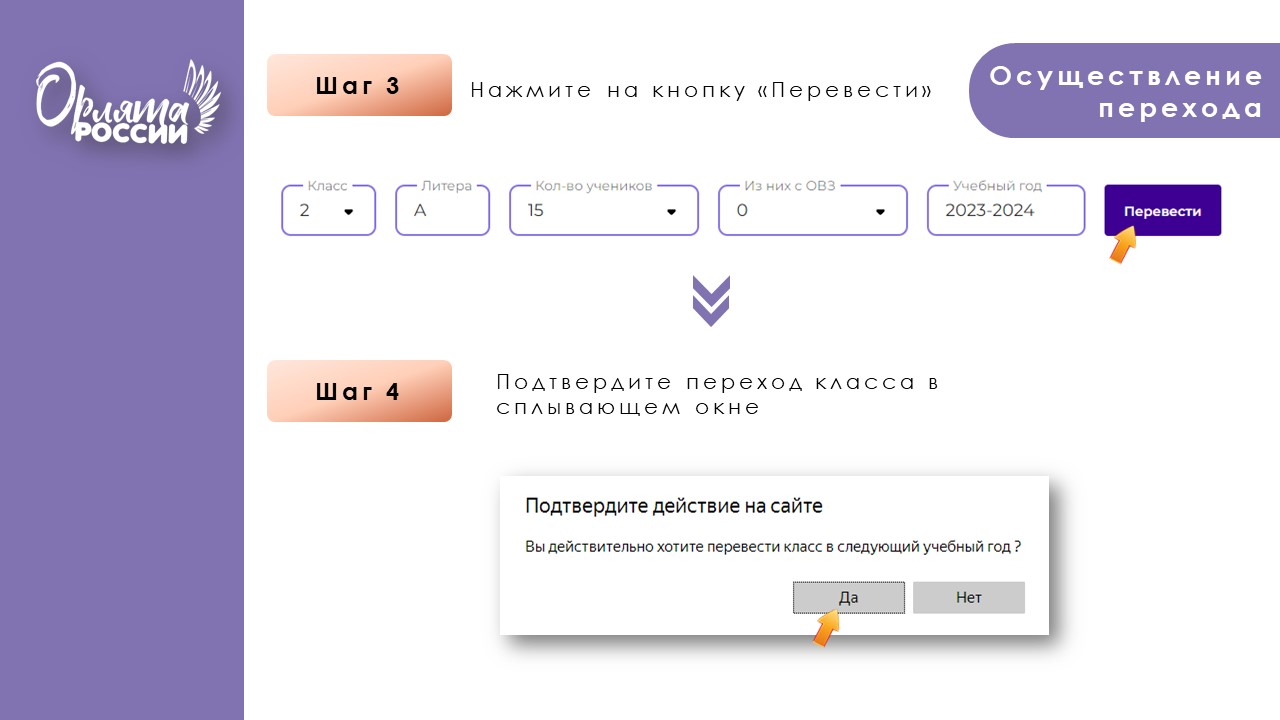 Орлята
РОССИИ
Шаг 3
Нажмите на кнопку «Перевести»
Осуществление
перехода
Класс
Литера
Кол-во учеников
Из них с ОВЗ
Учебный год
2
А
15
0
2023-2024
Перевести
Шаг 4
Подтвердите переход класса в
сплывающем окне
Подтвердите действие на сайте
Вы действительно хотите перевести класс в следующий учебный год ?
Да
Нет